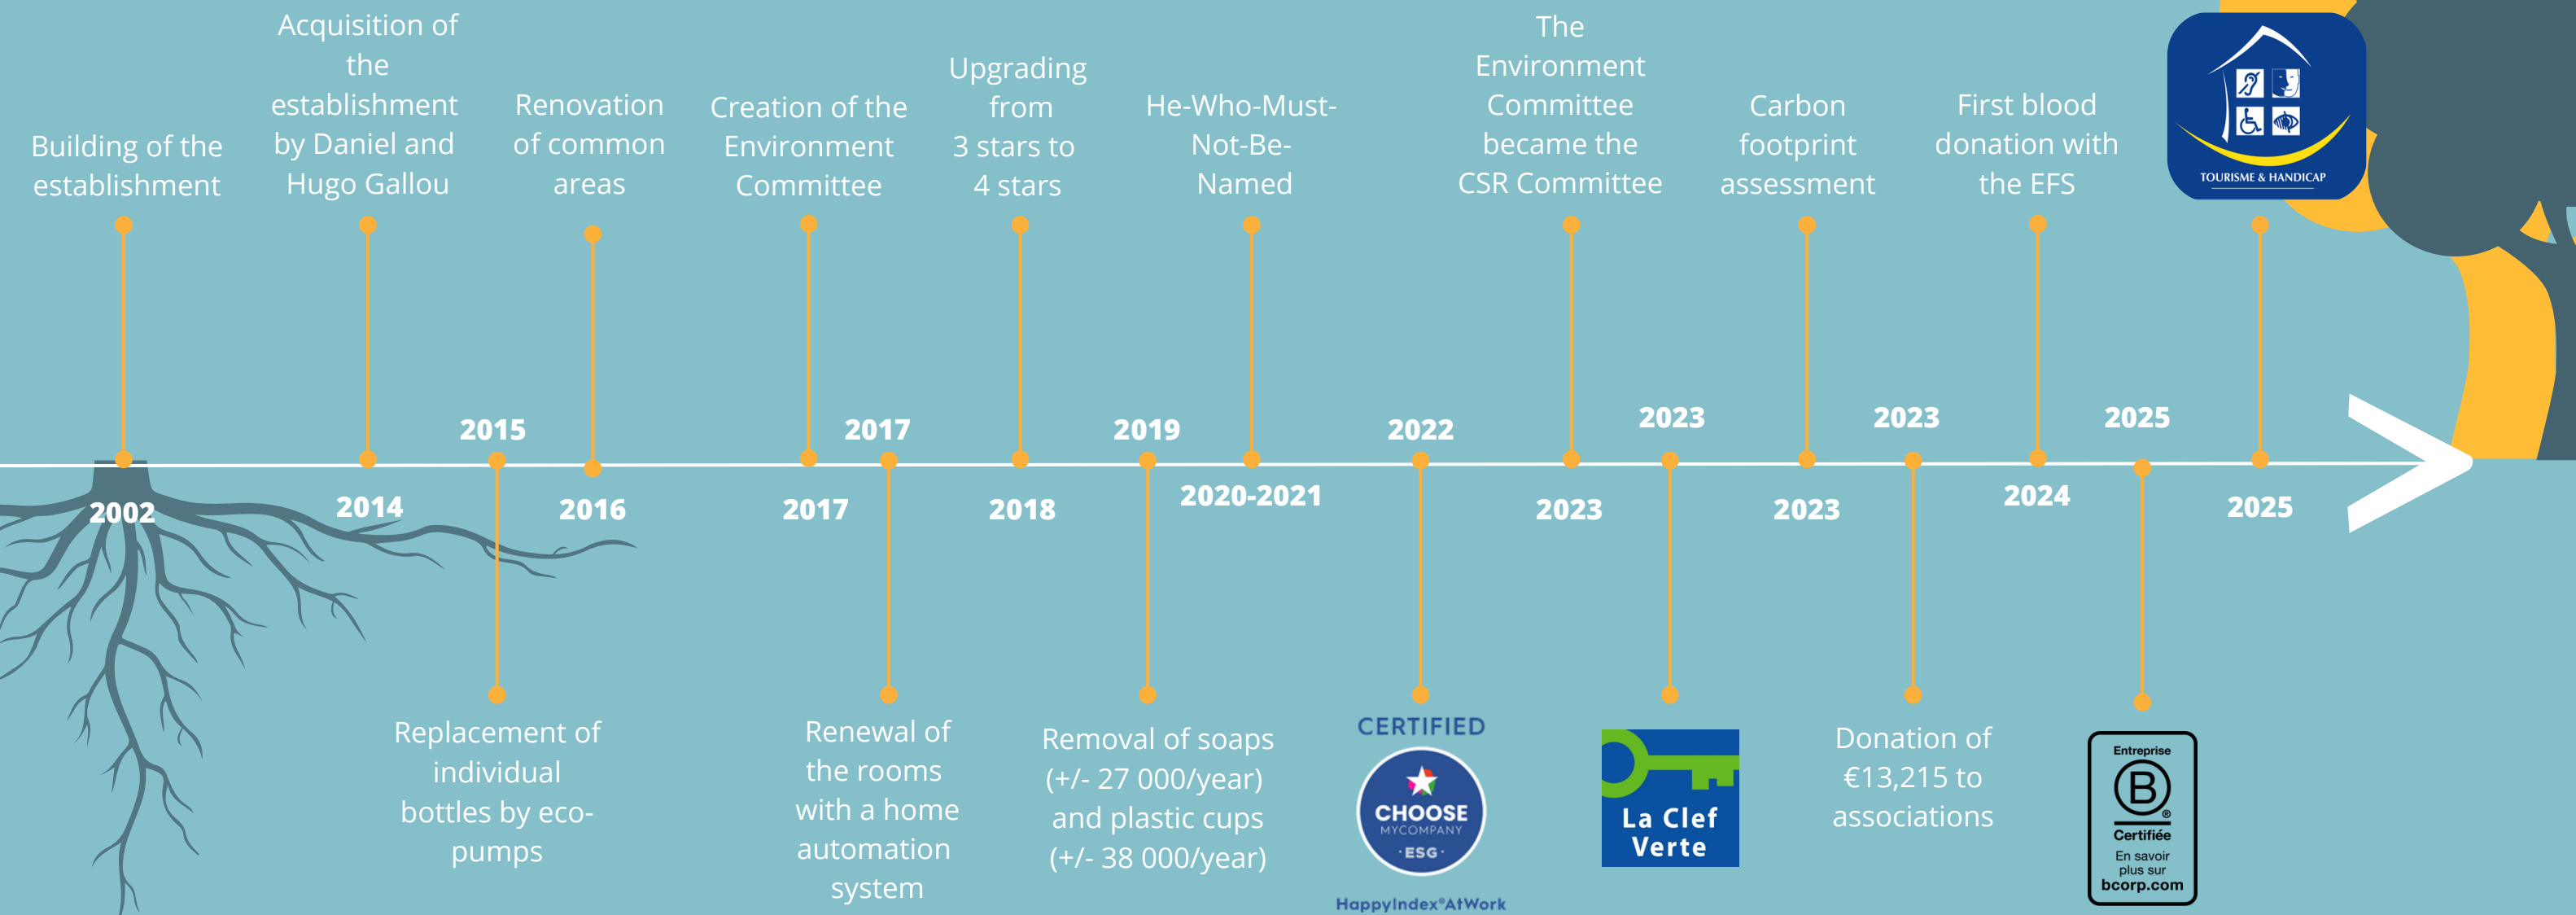 Building of the
establishment
2002
Acquisition of
the
establishment
by Daniel and
Hugo Gallou
2014
2015
Replacement of
individual
bottles by eco-
pumps
Renovation
of common
areas
2016
Creation of the
Environment
Committee
2017
2017
Renewal of
the rooms
with a home
automation
system
Upgrading
from
3 stars to
4 stars
2018
2019
Removal of soaps
(+/- 27 000/year)
and plastic cups
(+/- 38 000/year)
He-Who-Must-
Not-Be-
Named
2020-2021
2022
CERTIFIED
CHOOSE
MYCOMPANY
·ESG·
HappyIndex®AtWork
The
Environment
Committee
became the
CSR Committee
2023
2023
La Clef
Verte
Carbon
footprint
assessment
2023
2023
Donation of
€13,215 to
associations
First blood
donation with
the EFS
2024
2025
Entreprise
B
®
Certifiée
En savoir
plus sur
bcorp.com
TOURISME & HANDICAP
2025